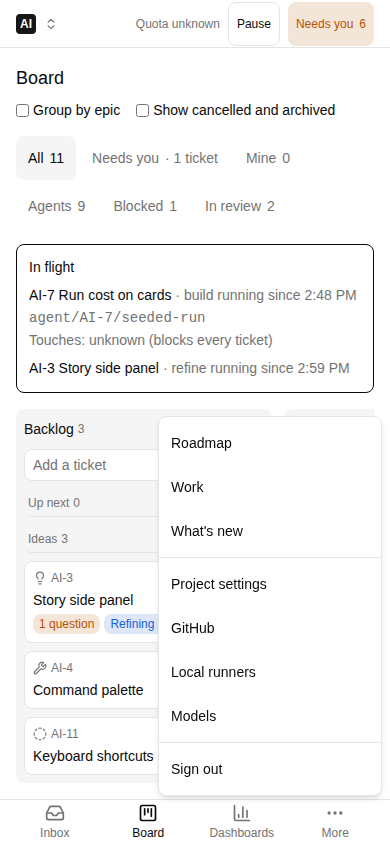 AI
Quota unknown
Pause
Needs you 6
Board
Group by epic
Show cancelled and archived
All 11
Needs you · 1 ticket
Mine 0
Agents 9
Blocked 1
In review 2
In flight
AI-7 Run cost on cards · build running since 2:48 PM
agent/AI-7/seeded-run
Touches: unknown (blocks every ticket)
AI-3 Story side panel · refine running since 2:59 PM
Backlog 3
Add a ticket
Up next 0
Ideas 3
AI-3
Story side panel
1 question
Refining
AI-4
Command palette
AI-11
Keyboard shortcuts
Roadmap
Work
What's new
Project settings
GitHub
Local runners
Models
Sign out
Inbox
Board
Dashboards
More